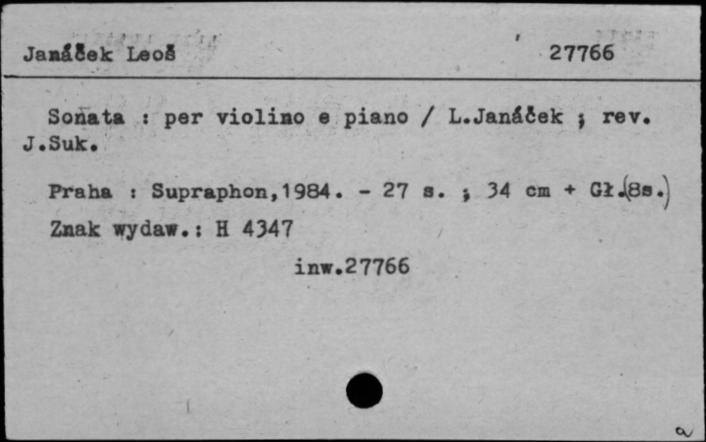 Janáček Leoš 27766
Sonata : per violino e piano / L.Janáček ; rev.
J.Suk.
Praha : Supraphon,1984. - 27 s. ; 34 cm + Gł.(8s.)
Znak wydaw.: H 4347
inw.27766